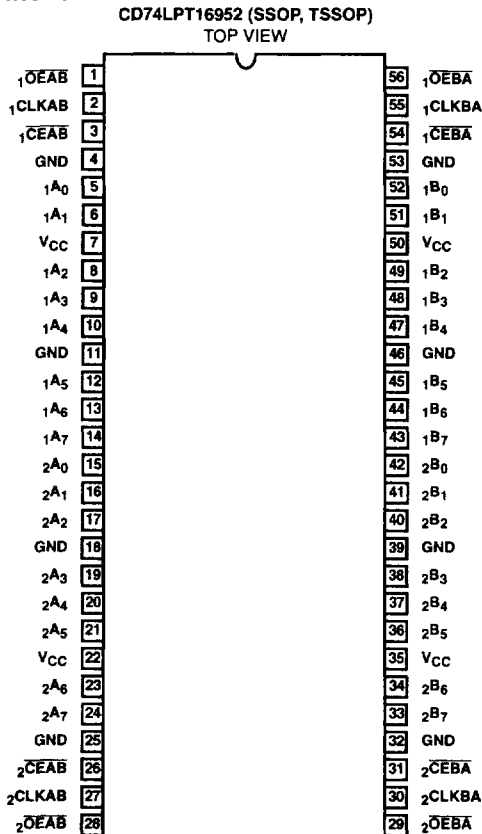 CD74LPT16952 (SSOP, TSSOP)
TOP VIEW
1OEAB 1 56 1OEBA
1CLKAB 2 55 1CLKBA
1CEAB 3 54 1CEBA
GND 4 53 GND
1A0 5 52 1B0
1A1 6 51 1B1
VCC 7 50 VCC
1A2 8 49 1B2
1A3 9 48 1B3
1A4 10 47 1B4
GND 11 46 GND
1A5 12 45 1B5
1A6 13 44 1B6
1A7 14 43 1B7
2A0 15 42 2B0
2A1 16 41 2B1
2A2 17 40 2B2
GND 18 39 GND
2A3 19 38 2B3
2A4 20 37 2B4
2A5 21 36 2B5
VCC 22 35 VCC
2A6 23 34 2B6
2A7 24 33 2B7
GND 25 32 GND
2CEAB 26 31 2CEBA
2CLKAB 27 30 2CLKBA
2OEAB 28 29 2OEBA